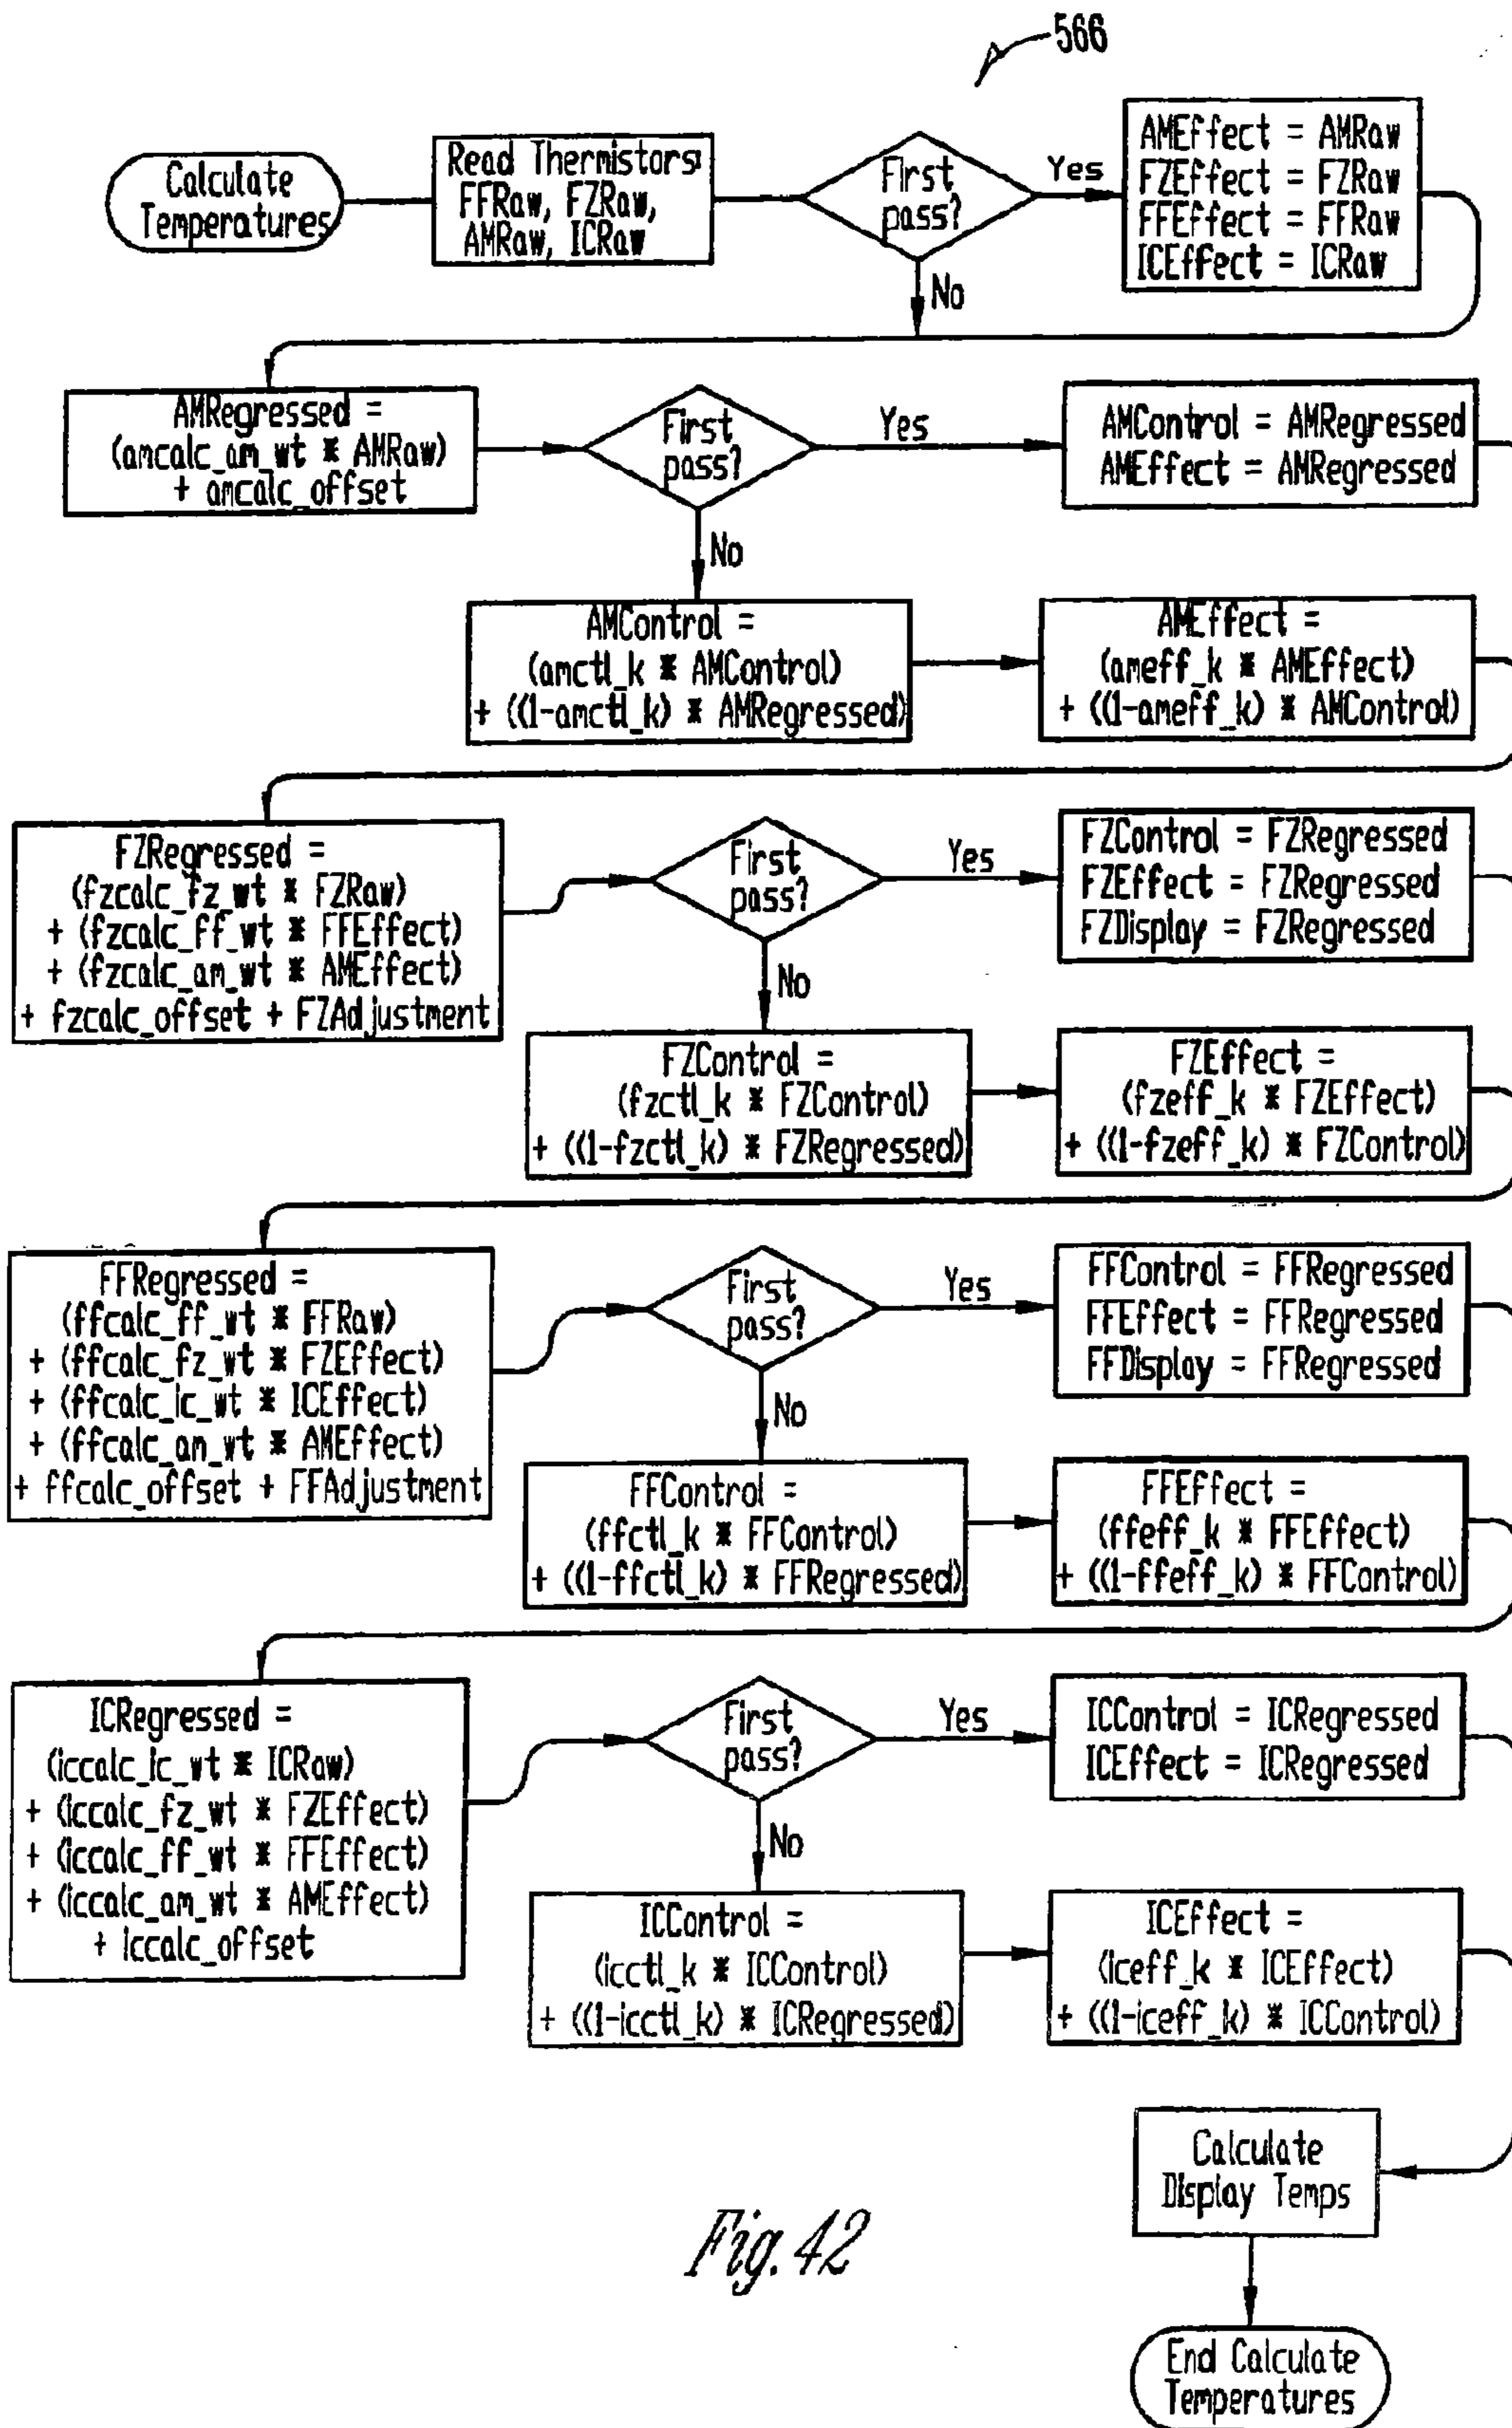 566
Calculate
Temperatures
Read Thermistors:
FFRaw, FZRaw,
AMRaw, ICRaw
First
pass?
Yes
AMEffect = AMRaw
FZEffect = FZRaw
FFEffect = FFRaw
ICEffect = ICRaw
No
AMRegressed =
(amcalc_am_wt * AMRaw)
+ amcalc_offset
First
pass?
Yes
AMControl = AMRegressed
AMEffect = AMRegressed
No
AMControl =
(amctl_k * AMControl)
+ ((1-amctl_k) * AMRegressed)
AMEffect =
(ameff_k * AMEffect)
+ ((1-ameff_k) * AMControl)
FZRegressed =
(fzcalc_fz_wt * FZRaw)
+ (fzcalc_ff_wt * FFEffect)
+ (fzcalc_am_wt * AMEffect)
+ fzcalc_offset + FZAdjustment
First
pass?
Yes
FZControl = FZRegressed
FZEffect = FZRegressed
FZDisplay = FZRegressed
No
FZControl =
(fzctl_k * FZControl)
+ ((1-fzctl_k) * FZRegressed)
FZEffect =
(fzeff_k * FZEffect)
+ ((1-fzeff_k) * FZControl)
FFRegressed =
(ffcalc_ff_wt * FFRaw)
+ (ffcalc_fz_wt * FZEffect)
+ (ffcalc_ic_wt * ICEffect)
+ (ffcalc_am_wt * AMEffect)
+ ffcalc_offset + FFAdjustment
First
pass?
Yes
FFControl = FFRegressed
FFEffect = FFRegressed
FFDisplay = FFRegressed
No
FFControl =
(ffctl_k * FFControl)
+ ((1-ffctl_k) * FFRegressed)
FFEffect =
(ffeff_k * FFEffect)
+ ((1-ffeff_k) * FFControl)
ICRegressed =
(iccalc_ic_wt * ICRaw)
+ (iccalc_fz_wt * FZEffect)
+ (iccalc_ff_wt * FFEffect)
+ (iccalc_am_wt * AMEffect)
+ iccalc_offset
First
pass?
Yes
ICControl = ICRegressed
ICEffect = ICRegressed
No
ICControl =
(icctl_k * ICControl)
+ ((1-icctl_k) * ICRegressed)
ICEffect =
(iceff_k * ICEffect)
+ ((1-iceff_k) * ICControl)
Calculate
Display Temps
Fig. 42
End Calculate
Temperatures